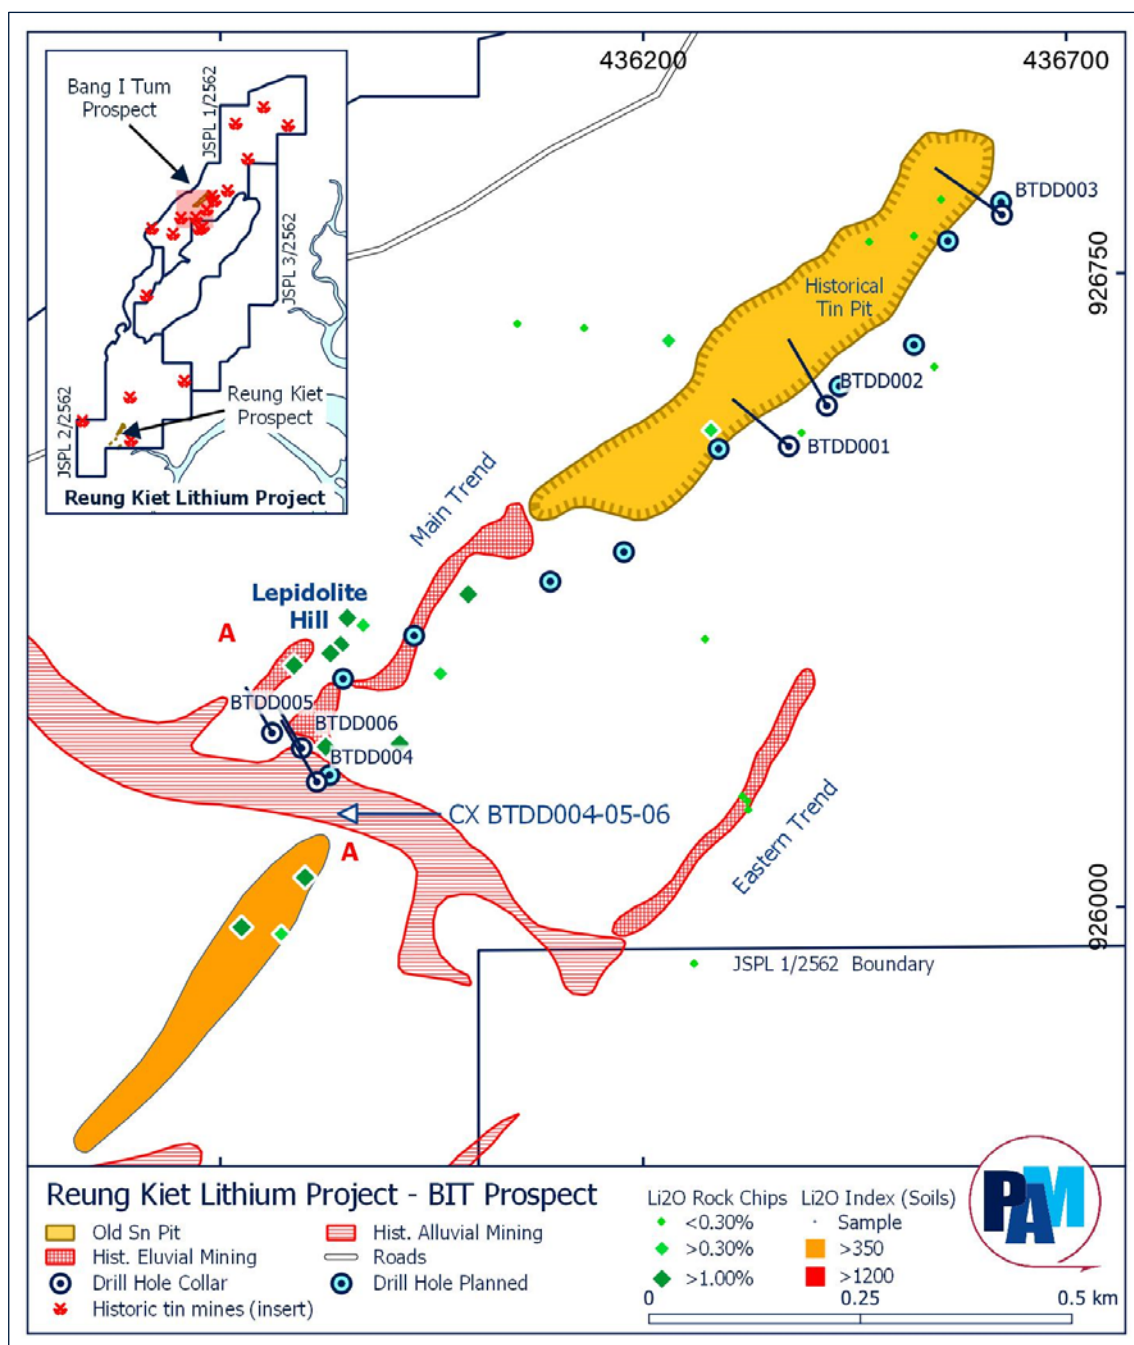 436200
436700
Bang I Tum
Prospect
JSPL 1/2562
JSPL 3/2562
JSPL 2/2562
Reung Kiet
Prospect
Reung Kiet Lithium Project
BTDD003
926750
Historical
Tin Pit
BTDD002
BTDD001
Main Trend
Lepidolite
Hill
A
BTDD005
BTDD006
BTDD004
CX BTDD004-05-06
A
Eastern Trend
926000
JSPL 1/2562 Boundary
Reung Kiet Lithium Project - BIT Prospect
Old Sn Pit
Hist. Alluvial Mining
Hist. Eluvial Mining
Roads
Drill Hole Collar
Drill Hole Planned
Historic tin mines (insert)
Li2O Rock Chips
<0.30%
>0.30%
>1.00%
Li2O Index (Soils)
Sample
>350
>1200
0
0.25
0.5 km
PAM